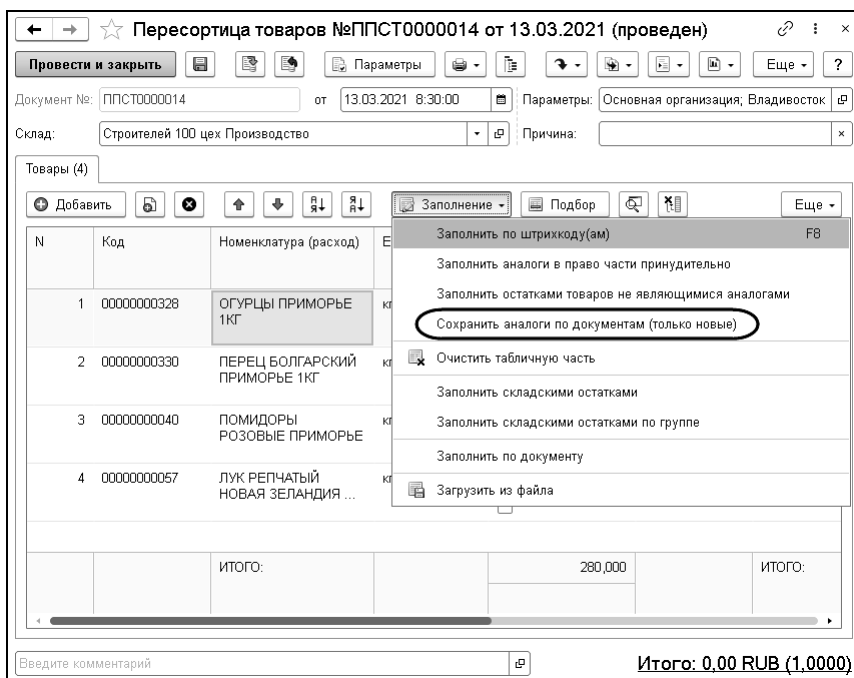 Пересортица товаров №ППСТ0000014 от 13.03.2021 (проведен)
Провести и закрыть Параметры Еще ?
Документ №: ППСТ0000014 от 13.03.2021 8:30:00 Параметры: Основная организация; Владивосток
Склад: Строителей 100 цех Производство Причина:
Товары (4)
Добавить Заполнение Подбор Еще
N Код Номенклатура (расход) Е
Заполнить по штрихкоду(ам) F8
Заполнить аналоги в право части принудительно
Заполнить остатками товаров не являющимися аналогами
Сохранить аналоги по документам (только новые)
Очистить табличную часть
Заполнить складскими остатками
Заполнить складскими остатками по группе
Заполнить по документу
Загрузить из файла
1 00000000328 ОГУРЦЫ ПРИМОРЬЕ кг
1КГ
2 00000000330 ПЕРЕЦ БОЛГАРСКИЙ кг
ПРИМОРЬЕ 1КГ
3 00000000040 ПОМИДОРЫ кг
РОЗОВЫЕ ПРИМОРЬЕ
4 00000000057 ЛУК РЕПЧАТЫЙ кг
НОВАЯ ЗЕЛАНДИЯ ...
ИТОГО: 280,000 ИТОГО:
Введите комментарий Итого: 0,00 RUB (1,0000)